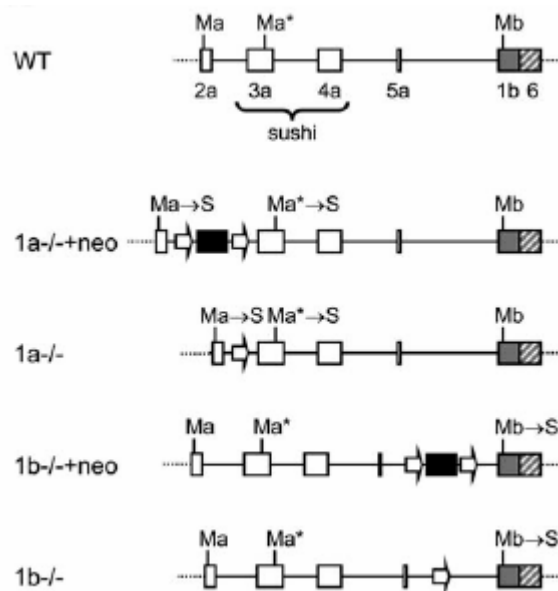 Ma Ma* Mb
WT
2a 3a 4a 5a 1b 6
sushi
Ma→S Ma*→S Mb
1a-/-+neo
Ma→S Ma*→S Mb
1a-/-
Ma Ma* Mb→S
1b-/-+neo
Ma Ma* Mb→S
1b-/-